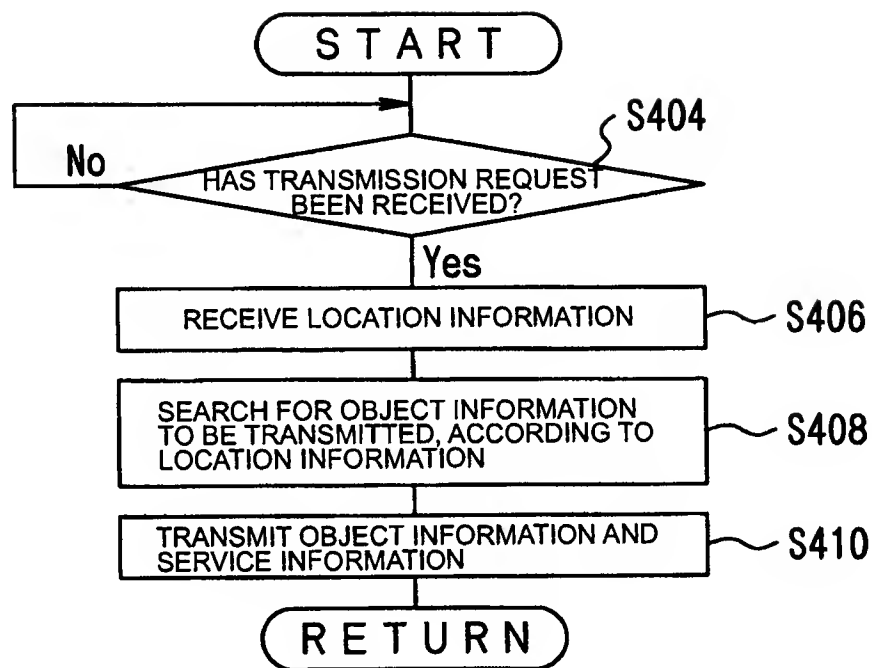 START
S404
No
HAS TRANSMISSION REQUEST
BEEN RECEIVED?
Yes
RECEIVE LOCATION INFORMATION
S406
SEARCH FOR OBJECT INFORMATION
TO BE TRANSMITTED, ACCORDING TO
LOCATION INFORMATION
S408
TRANSMIT OBJECT INFORMATION AND
SERVICE INFORMATION
S410
RETURN